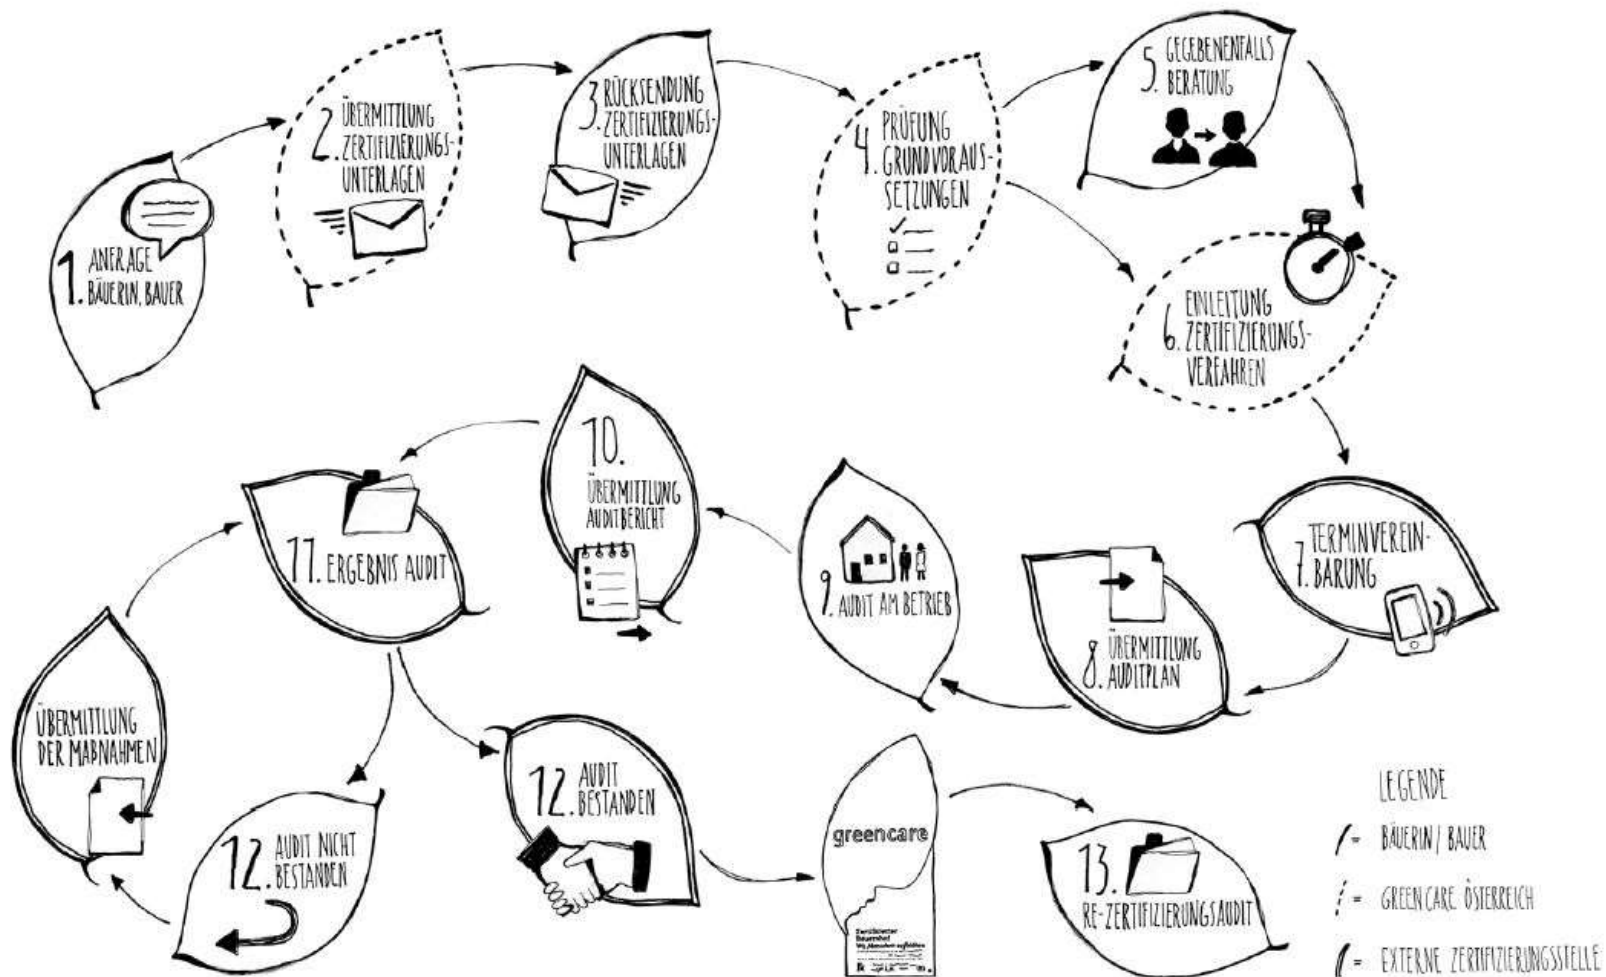 1. ANFRAGE
BÄUERIN, BAUER
2. ÜBERMITTLUNG
ZERTIFIZIERUNGS-
UNTERLAGEN
3. RÜCKSENDUNG
ZERTIFIZIERUNGS-
UNTERLAGEN
4. PRÜFUNG
GRUNDVORAUS-
SETZUNGEN
5. GEGEBENENFALLS
BERATUNG
6. EINLEITUNG
ZERTIFIZIERUNGS-
VERFAHREN
7. TERMINVEREIN-
BARUNG
8. ÜBERMITTLUNG
AUDITPLAN
9. AUDIT AM BETRIEB
10.
ÜBERMITTLUNG
AUDITBERICHT
11. ERGEBNIS AUDIT
12. AUDIT NICHT
BESTANDEN
ÜBERMITTLUNG
DER MAßNAHMEN
12. AUDIT
BESTANDEN
greencare
Zertifizierter
Bauernhof
13.
RE-ZERTIFIZIERUNGSAUDIT
LEGENDE
= BÄUERIN / BAUER
= GREEN CARE ÖSTERREICH
= EXTERNE ZERTIFIZIERUNGSSTELLE